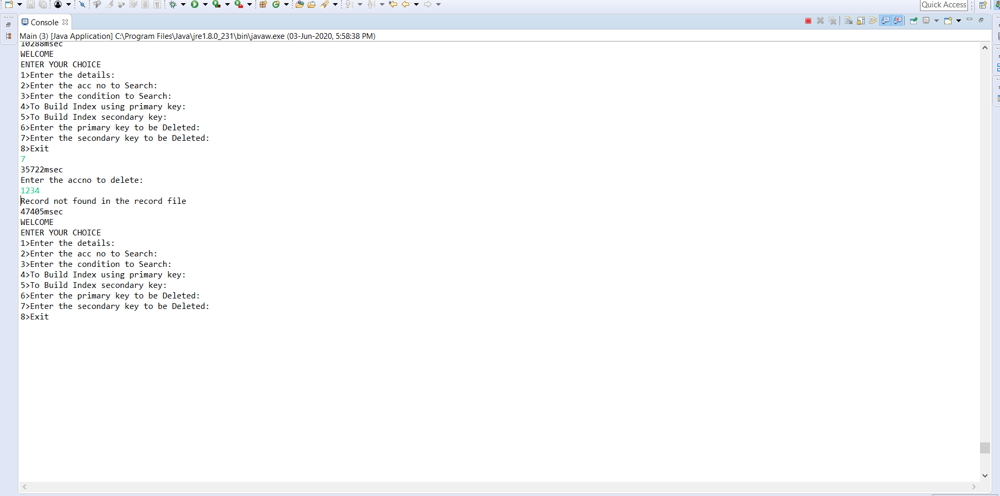 Quick Access
Console
Main (3) [Java Application] C:\Program Files\Java\jre1.8.0_231\bin\javaw.exe (03-Jun-2020, 5:58:38 PM)
10288msec
WELCOME
ENTER YOUR CHOICE
1>Enter the details:
2>Enter the acc no to Search:
3>Enter the condition to Search:
4>To Build Index using primary key:
5>To Build Index secondary key:
6>Enter the primary key to be Deleted:
7>Enter the secondary key to be Deleted:
8>Exit
7
35722msec
Enter the accno to delete:
1234
Record not found in the record file
47405msec
WELCOME
ENTER YOUR CHOICE
1>Enter the details:
2>Enter the acc no to Search:
3>Enter the condition to Search:
4>To Build Index using primary key:
5>To Build Index secondary key:
6>Enter the primary key to be Deleted:
7>Enter the secondary key to be Deleted:
8>Exit